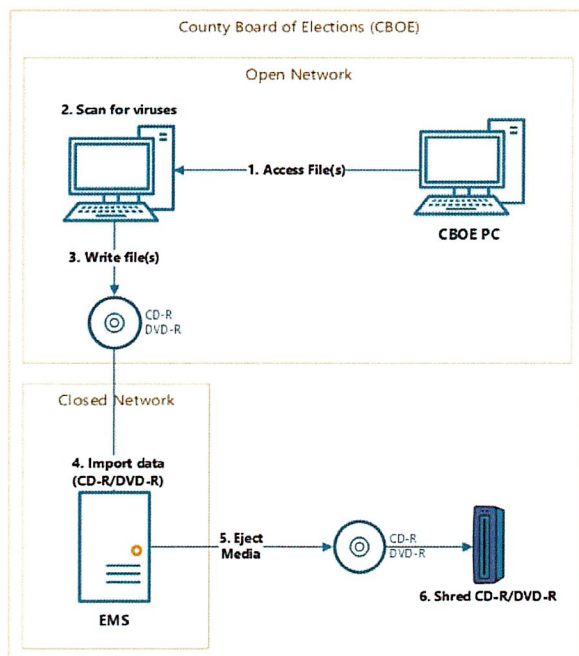 County Board of Elections (CBOE)
Open Network
2. Scan for viruses
1. Access File(s)
CBOE PC
3. Write file(s)
CD-R
DVD-R
Closed Network
4. Import data
(CD-R/DVD-R)
5. Eject
Media
CD-R
DVD-R
6. Shred CD-R/DVD-R
EMS